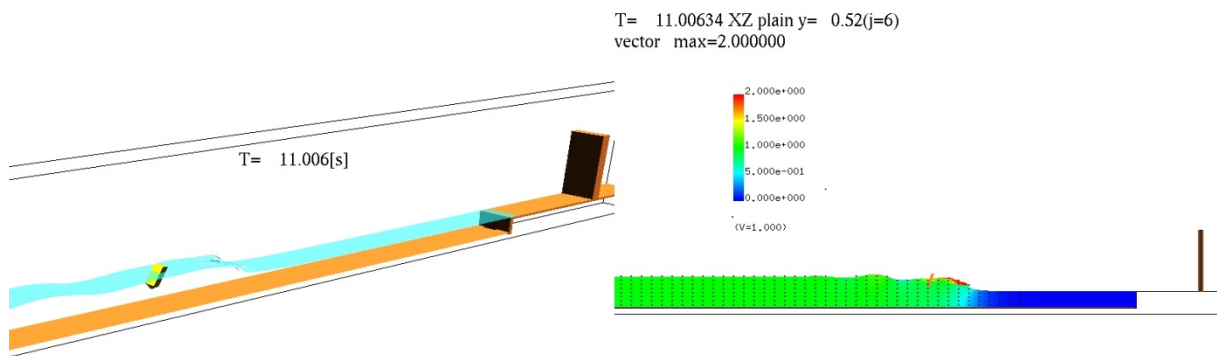 T= 11.006[s]
T= 11.00634 XZ plain y= 0.52(j=6)
vector max=2.000000
2.000e+000
1.500e+000
1.000e+000
5.000e-001
0.000e+000
(V=1.000)